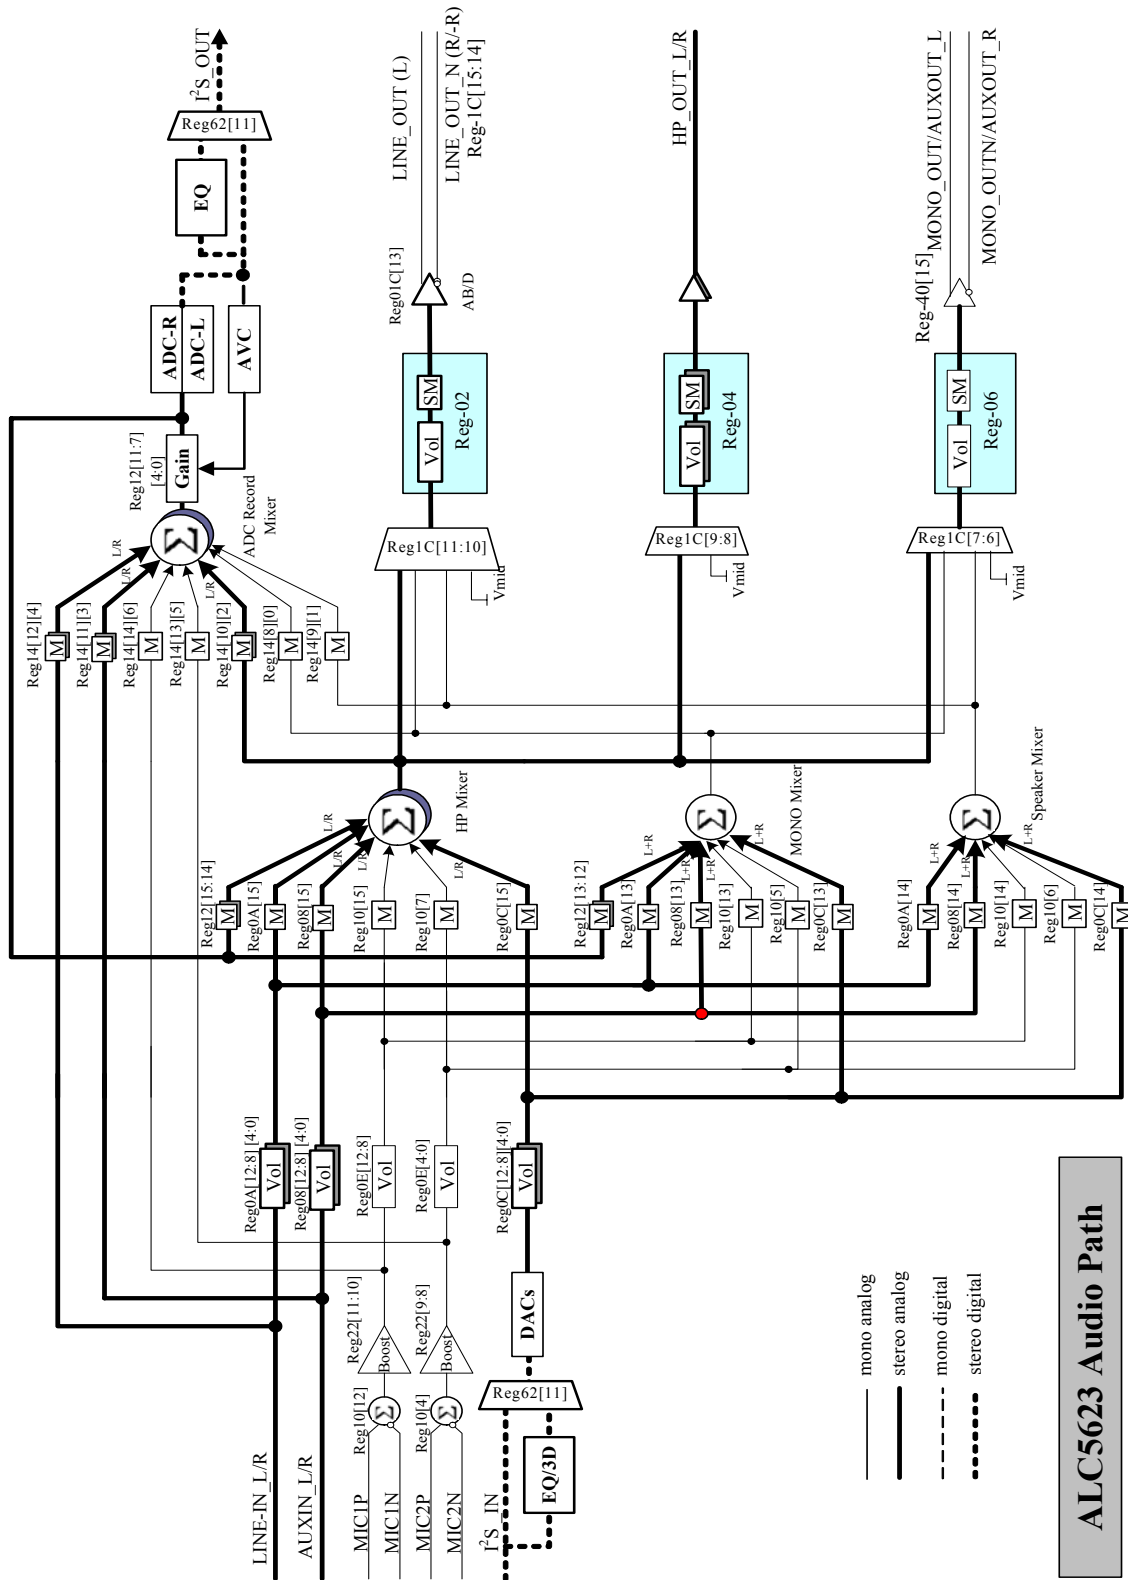 ALC5623 Audio Path
LINE-IN_L/R
AUXIN_L/R
MIC1P
MIC1N
MIC2P
MIC2N
I²S_IN
EQ/3D
Reg10[12]
Σ
Reg10[4]
Σ
Reg62[11]
Reg22[11:10]
Boost
Reg22[9:8]
Boost
DACs
Reg0A[12:8] [4:0]
Vol
Reg08[12:8] [4:0]
Vol
Reg0E[12:8]
Vol
Reg0E[4:0]
Vol
Reg0C[12:8][4:0]
Vol
Reg12[15:14]
M
Reg0A[15]
M
Reg08[15]
M
Reg10[15]
M
Reg10[7]
M
Reg0C[15]
M
L/R
L/R
L/R
L/R
Σ
HP Mixer
Reg12[13:12]
M
Reg0A[13]
M
Reg08[13]
M
Reg10[13]
M
Reg10[5]
M
Reg0C[13]
M
L+R
L+R
L+R
L+R
Σ
MONO Mixer
Reg0A[14]
M
Reg08[14]
M
Reg10[14]
M
Reg10[6]
M
Reg0C[14]
M
L+R
L+R
L+R
Σ
Speaker Mixer
Reg14[12][4]
M
Reg14[11][3]
M
Reg14[14][6]
M
Reg14[13][5]
M
Reg14[10][2]
M
Reg14[8][0]
M
Reg14[9][1]
M
L/R
L/R
L/R
Σ
ADC Record
Mixer
Reg12[11:7]
[4:0]
Gain
ADC-R
ADC-L
AVC
EQ
Reg62[11]
I²S_OUT
Reg1C[11:10]
Vmid
Vol
SM
Reg-02
Reg01C[13]
AB/D
LINE_OUT (L)
LINE_OUT_N (R/-R)
Reg-1C[15:14]
Reg1C[9:8]
Vmid
Vol
SM
Reg-04
HP_OUT_L/R
Reg1C[7:6]
Vmid
Vol
SM
Reg-06
Reg-40[15]
MONO_OUT/AUXOUT_L
MONO_OUTN/AUXOUT_R
mono analog
stereo analog
mono digital
stereo digital